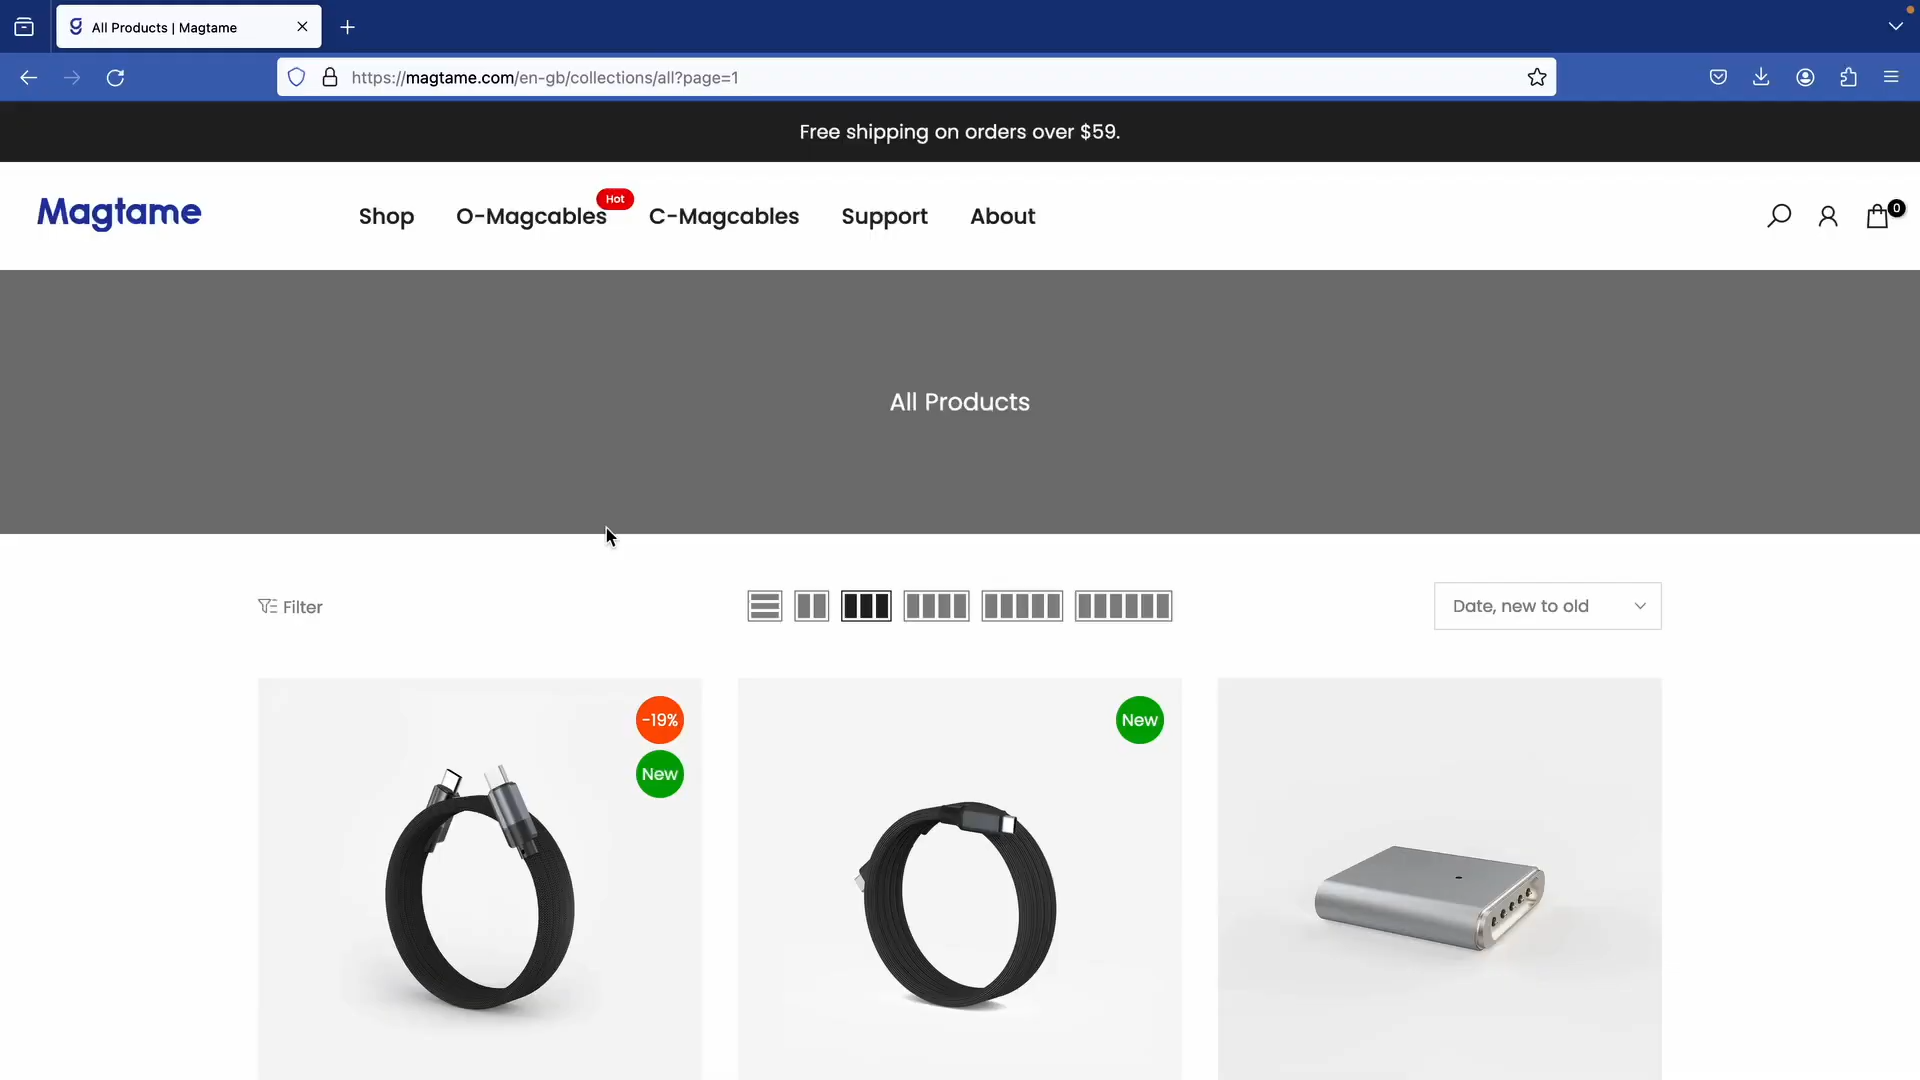 All Products | Magtame
https://magtame.com/en-gb/collections/all?page=1
Free shipping on orders over $59.
Magtame
Shop
O-Magcables
Hot
C-Magcables
Support
About
0
All Products
Filter
Date, new to old
-19%
New
New